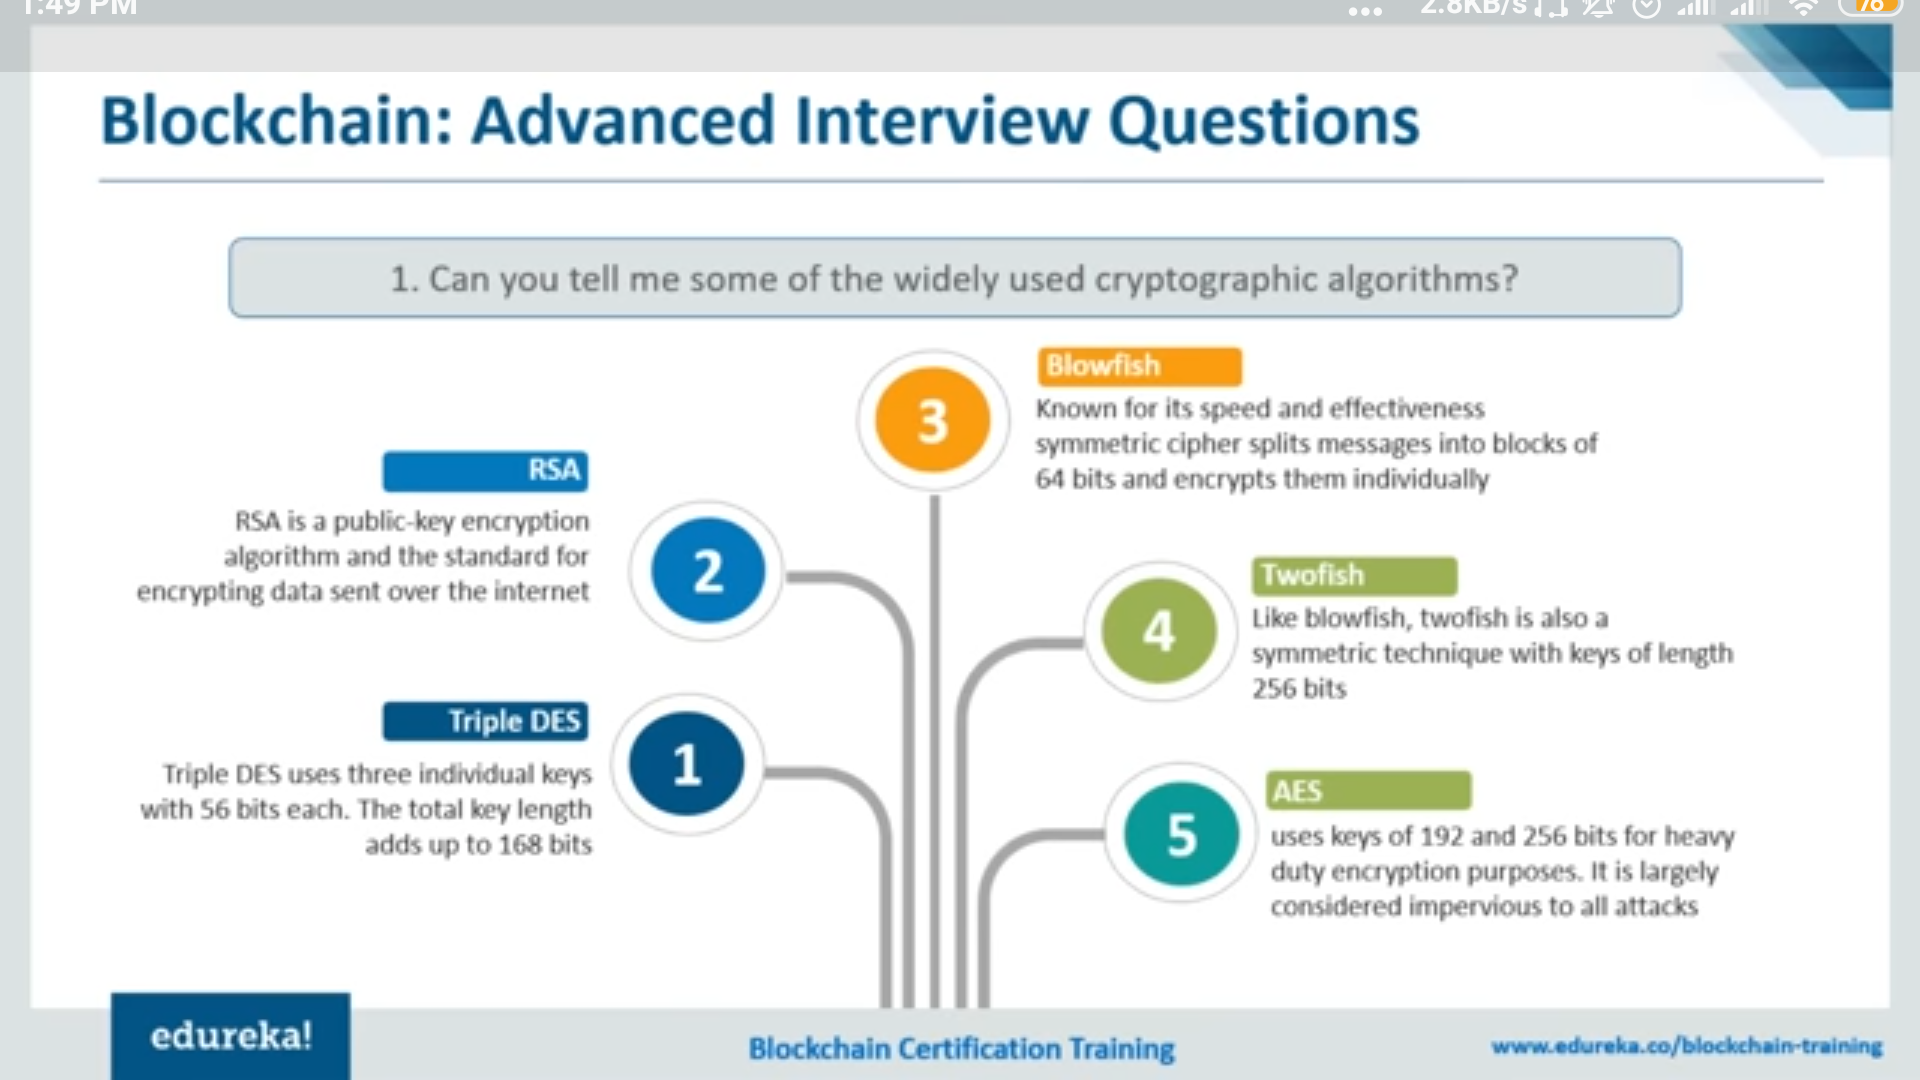 1:49 PM
2.8KB/s
76
Blockchain: Advanced Interview Questions
1. Can you tell me some of the widely used cryptographic algorithms?
3
Blowfish
Known for its speed and effectiveness
symmetric cipher splits messages into blocks of
64 bits and encrypts them individually
RSA
RSA is a public-key encryption
algorithm and the standard for
encrypting data sent over the internet
2
4
Twofish
Like blowfish, twofish is also a
symmetric technique with keys of length
256 bits
Triple DES
Triple DES uses three individual keys
with 56 bits each. The total key length
adds up to 168 bits
1
5
AES
uses keys of 192 and 256 bits for heavy
duty encryption purposes. It is largely
considered impervious to all attacks
edureka!
Blockchain Certification Training
www.edureka.co/blockchain-training